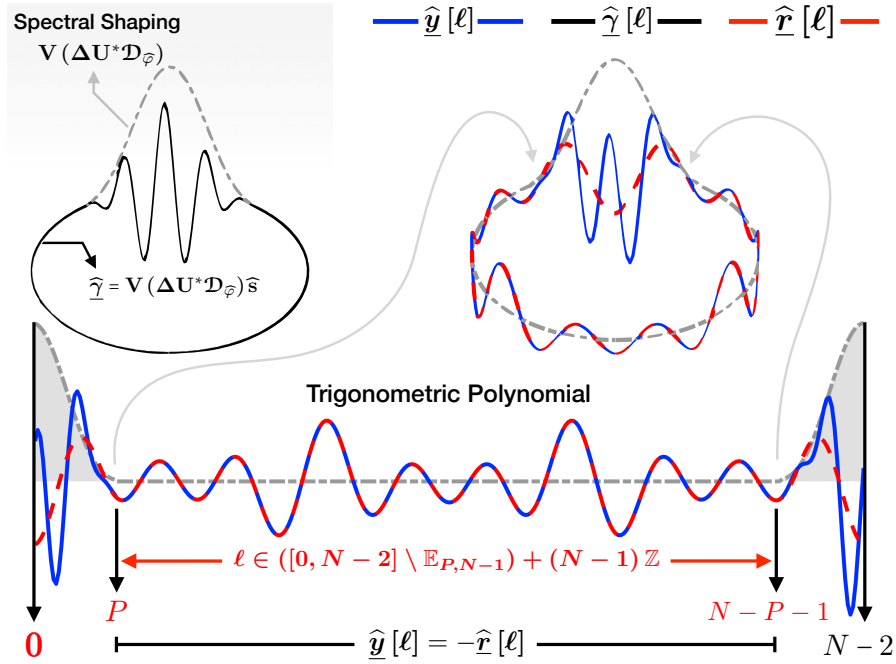 Spectral Shaping
V (ΔU*𝒟_φ̂)
ŷ [ℓ]
γ̂ [ℓ]
r̂ [ℓ]
γ̂ = V (ΔU*𝒟_φ̂) ŝ
Trigonometric Polynomial
ℓ ∈ ([0, N − 2] \ 𝔼_{P,N−1}) + (N − 1) ℤ
P
N − P − 1
0
ŷ [ℓ] = −r̂ [ℓ]
N − 2